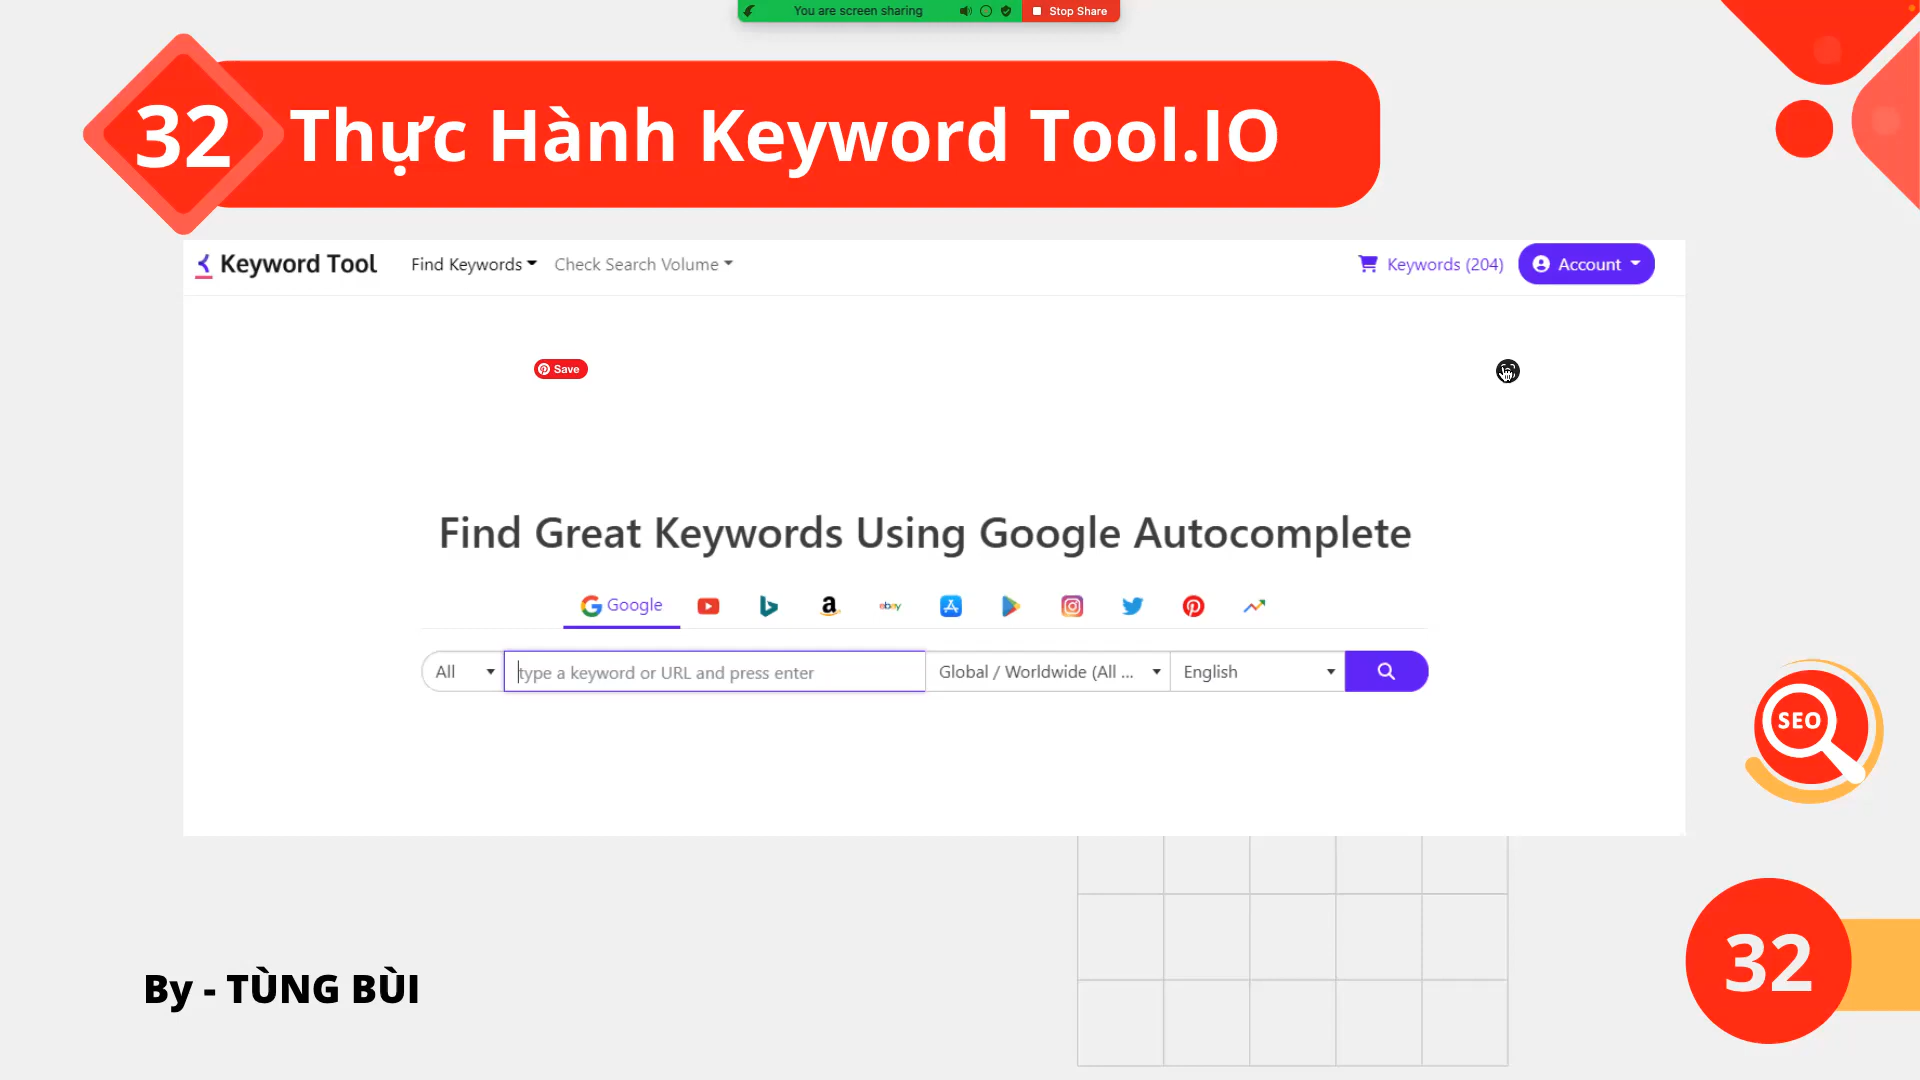 You are screen sharing
Stop Share
32
Thực Hành Keyword Tool.IO
Keyword Tool
Find Keywords
Check Search Volume
Keywords (204)
Account
Save
Find Great Keywords Using Google Autocomplete
Google
a
ebay
All
type a keyword or URL and press enter
Global / Worldwide (All ...
English
SEO
32
By - TÙNG BÙI